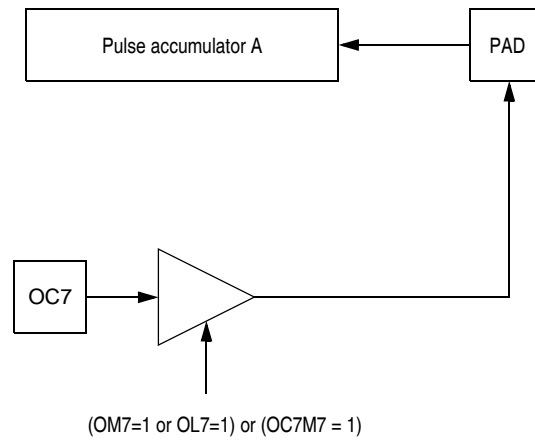 Pulse accumulator A
PAD
OC7
(OM7=1 or OL7=1) or (OC7M7 = 1)